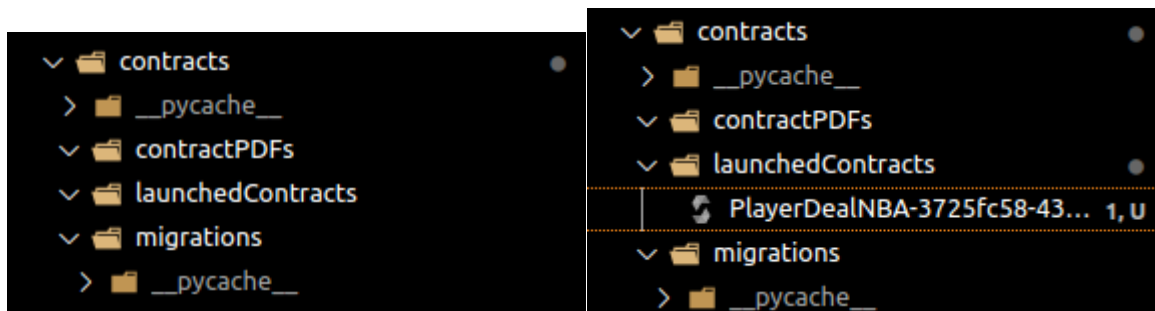 contracts
__pycache__
contractPDFs
launchedContracts
migrations
__pycache__
contracts
__pycache__
contractPDFs
launchedContracts
PlayerDealNBA-3725fc58-43... 1, U
migrations
__pycache__